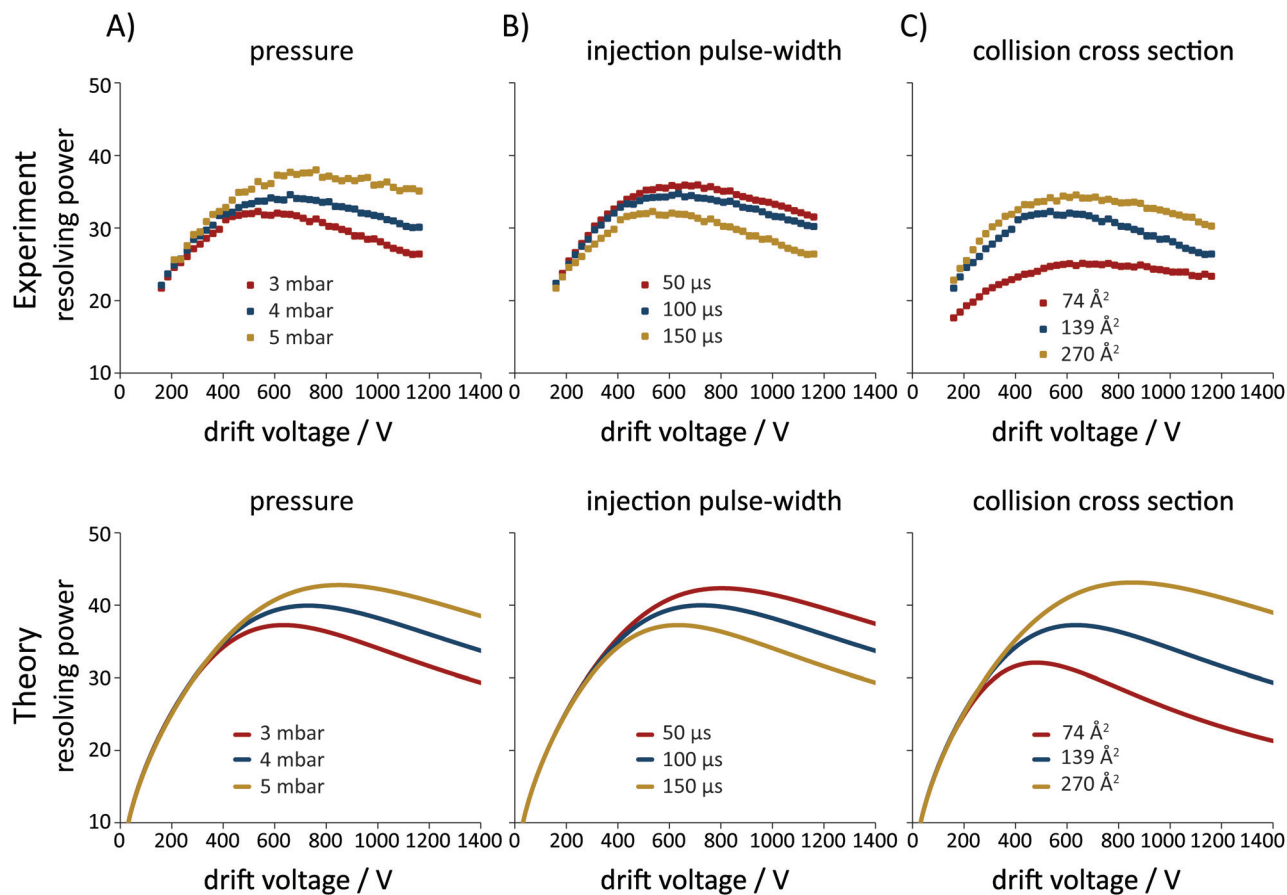 A)
pressure
Experiment
resolving power
50
40
30
20
10
3 mbar
4 mbar
5 mbar
0 200 400 600 800 1000 1200 1400
drift voltage / V
B)
injection pulse-width
50 µs
100 µs
150 µs
0 200 400 600 800 1000 1200 1400
drift voltage / V
C)
collision cross section
74 Å²
139 Å²
270 Å²
0 200 400 600 800 1000 1200 1400
drift voltage / V
pressure
Theory
resolving power
50
40
30
20
10
3 mbar
4 mbar
5 mbar
0 200 400 600 800 1000 1200 1400
drift voltage / V
injection pulse-width
50 µs
100 µs
150 µs
0 200 400 600 800 1000 1200 1400
drift voltage / V
collision cross section
74 Å²
139 Å²
270 Å²
0 200 400 600 800 1000 1200 1400
drift voltage / V